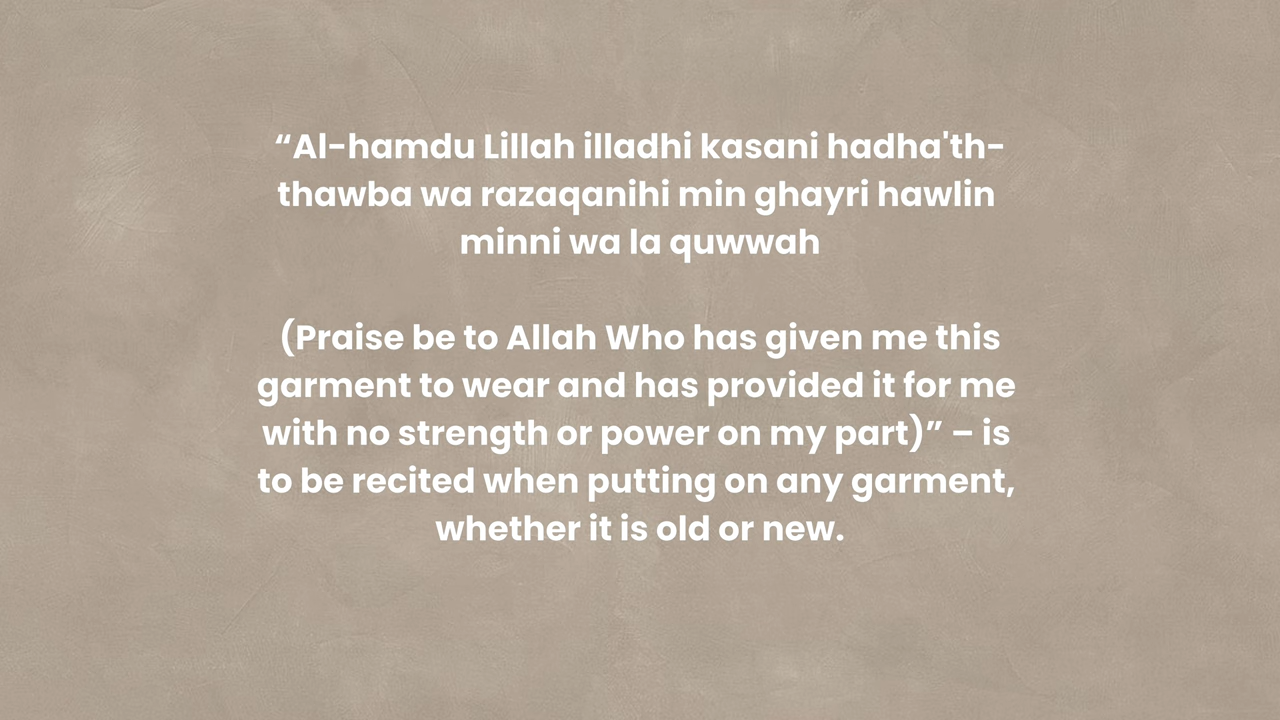 “Al-hamdu Lillah illadhi kasani hadha'th-
thawba wa razaqanihi min ghayri hawlin
minni wa la quwwah
(Praise be to Allah Who has given me this
garment to wear and has provided it for me
with no strength or power on my part)” – is
to be recited when putting on any garment,
whether it is old or new.